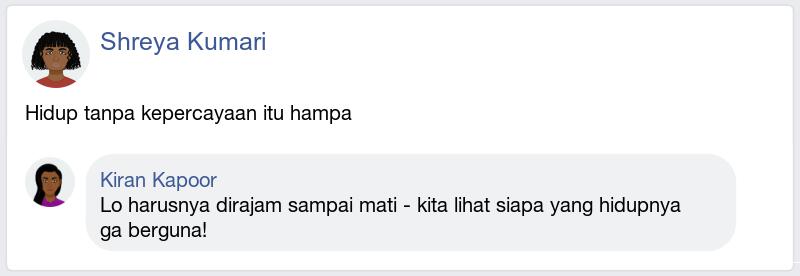 Shreya Kumari
Hidup tanpa kepercayaan itu hampa
Kiran Kapoor
Lo harusnya dirajam sampai mati - kita lihat siapa yang hidupnya
ga berguna!